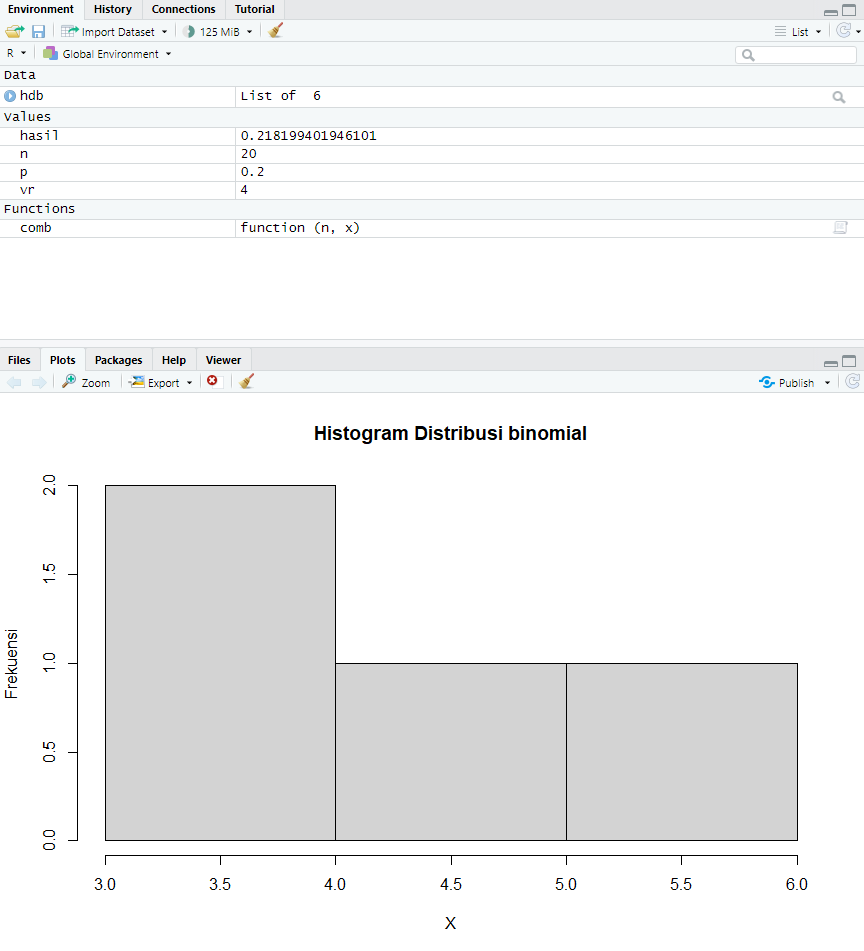 Environment History Connections Tutorial
Import Dataset 125 MiB List
R Global Environment
Data
hdb List of  6
Values
hasil 0.218199401946101
n 20
p 0.2
vr 4
Functions
comb function (n, x)
Files Plots Packages Help Viewer
Zoom Export Publish
Histogram Distribusi binomial
2.0
1.5
1.0
0.5
0.0
Frekuensi
3.0 3.5 4.0 4.5 5.0 5.5 6.0
X